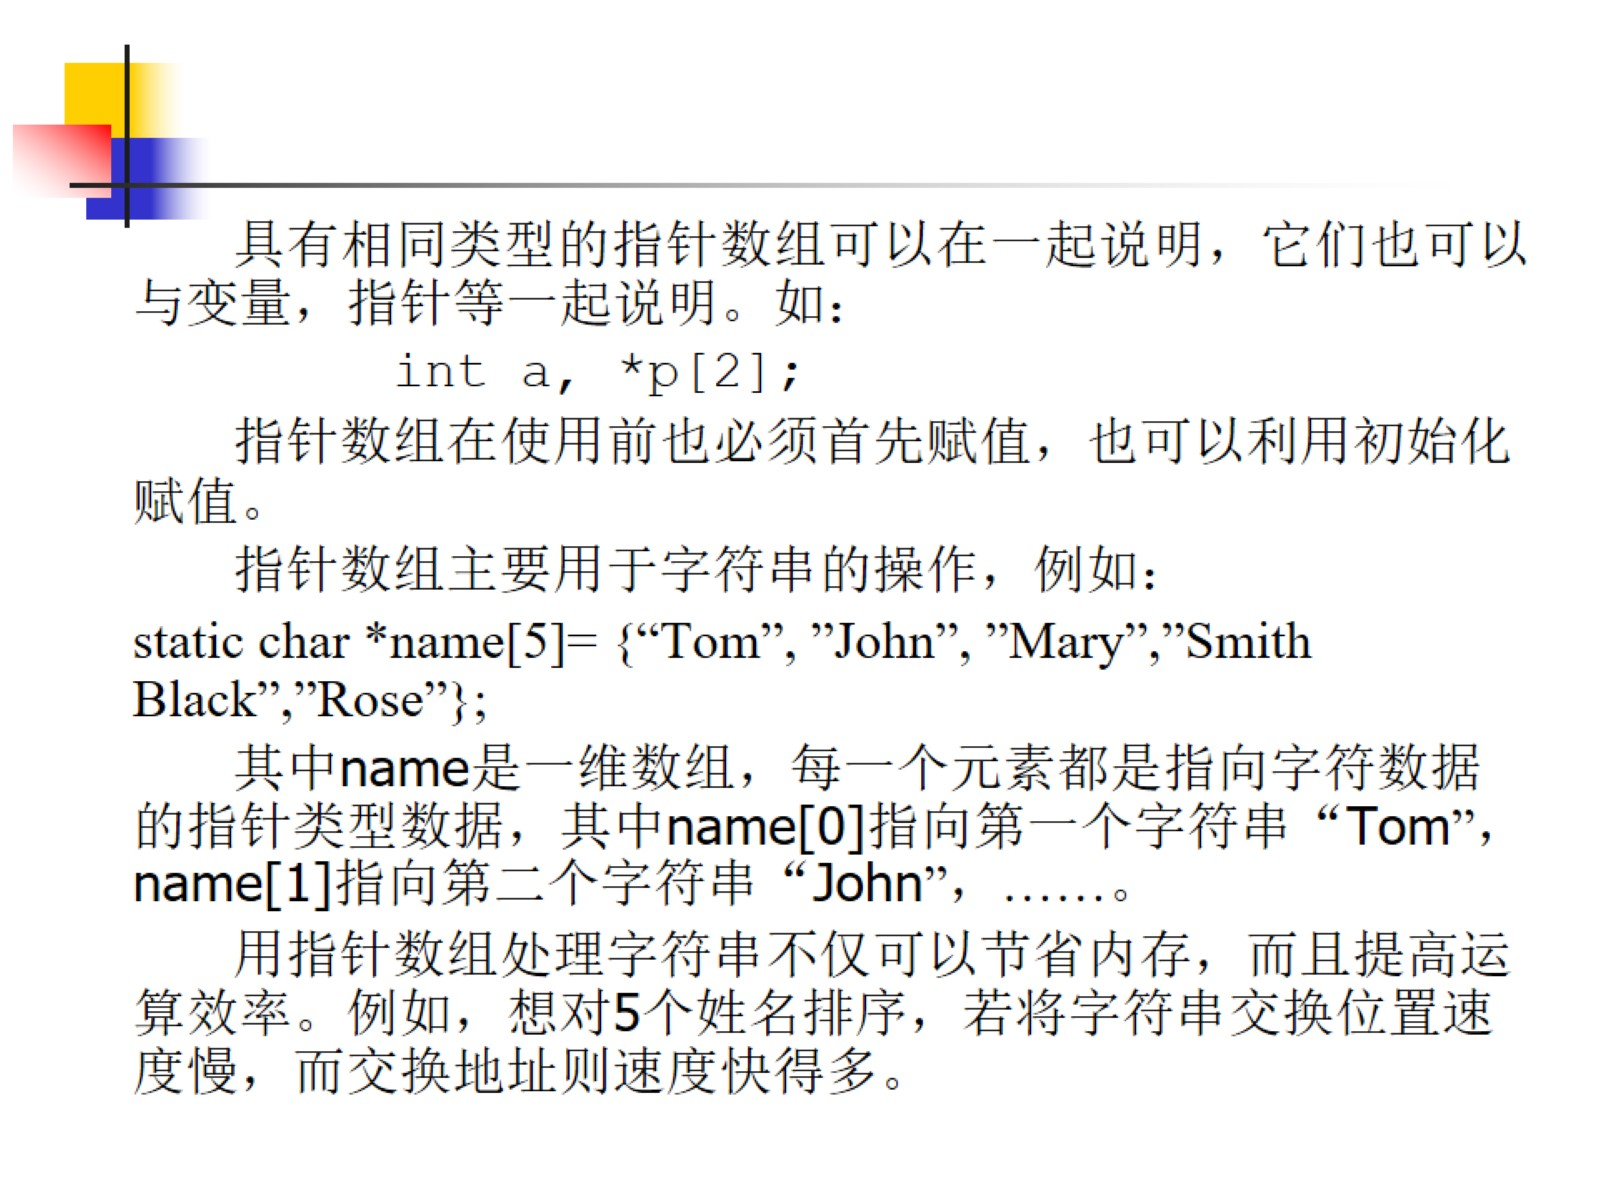 具有相同类型的指针数组可以在一起说明，它们也可以
与变量，指针等一起说明。如：
int a, *p[2];
指针数组在使用前也必须首先赋值，也可以利用初始化
赋值。
指针数组主要用于字符串的操作，例如：
static char *name[5]= {“Tom”, ”John”, ”Mary”,”Smith
Black”,”Rose”};
其中name是一维数组，每一个元素都是指向字符数据
的指针类型数据，其中name[0]指向第一个字符串“Tom”，
name[1]指向第二个字符串“John”，……。
用指针数组处理字符串不仅可以节省内存，而且提高运
算效率。例如，想对5个姓名排序，若将字符串交换位置速
度慢，而交换地址则速度快得多。